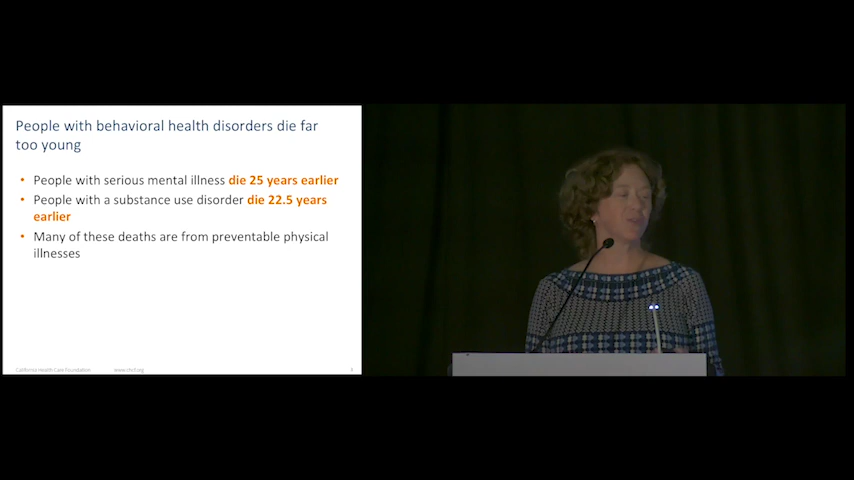 People with behavioral health disorders die far
too young
• People with serious mental illness die 25 years earlier
• People with a substance use disorder die 22.5 years
earlier
• Many of these deaths are from preventable physical
illnesses
California Health Care Foundation www.chcf.org